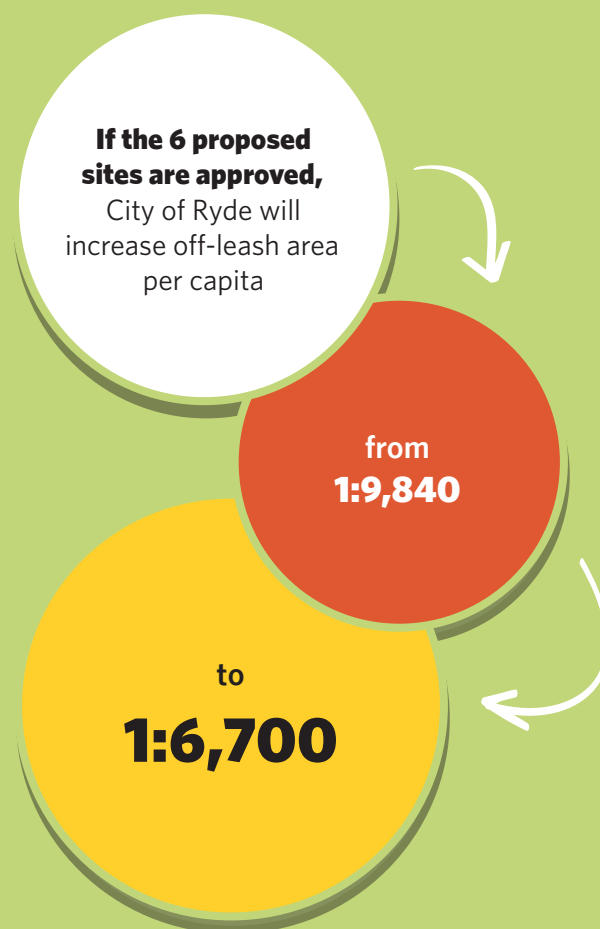 If the 6 proposed
sites are approved,
City of Ryde will
increase off-leash area
per capita
from
1:9,840
to
1:6,700